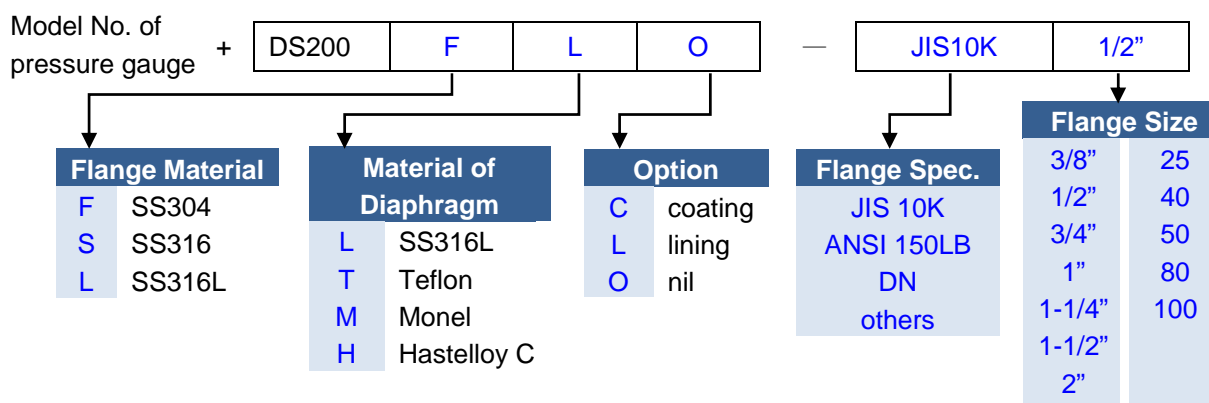 Model No. of
pressure gauge
+ DS200 F L O — JIS10K 1/2”
Flange Material
F SS304
S SS316
L SS316L
Material of
Diaphragm
L SS316L
T Teflon
M Monel
H Hastelloy C
Option
C coating
L lining
O nil
Flange Spec.
JIS 10K
ANSI 150LB
DN
others
Flange Size
3/8” 25
1/2” 40
3/4” 50
1” 80
1-1/4” 100
1-1/2”
2”